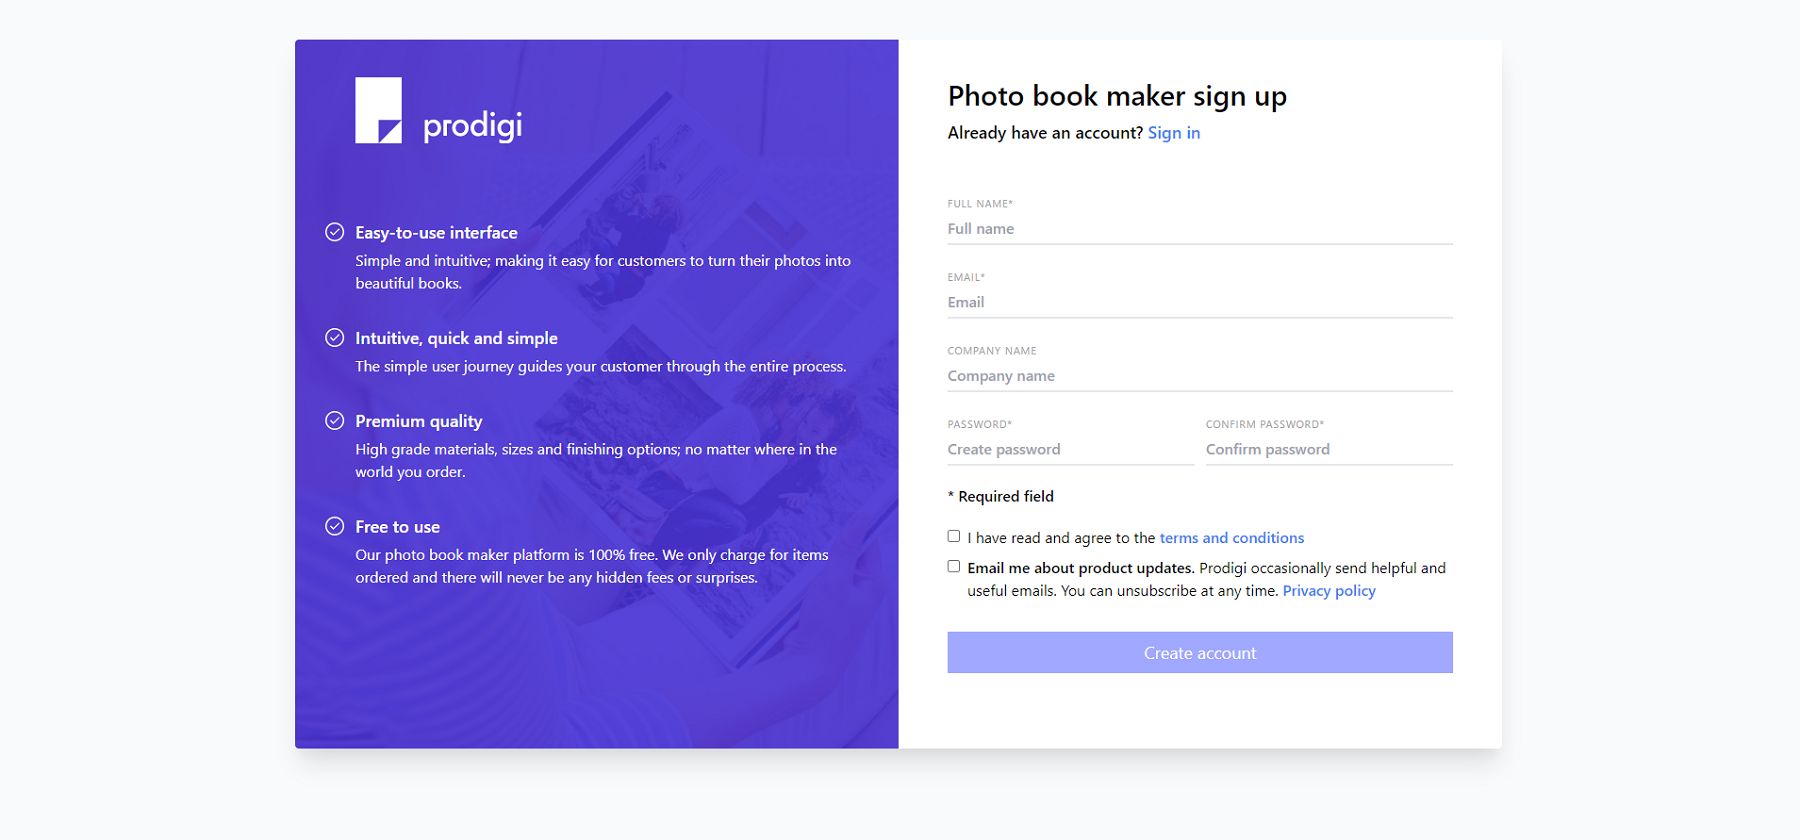 prodigi
Easy-to-use interface
Simple and intuitive; making it easy for customers to turn their photos into
beautiful books.
Intuitive, quick and simple
The simple user journey guides your customer through the entire process.
Premium quality
High grade materials, sizes and finishing options; no matter where in the
world you order.
Free to use
Our photo book maker platform is 100% free. We only charge for items
ordered and there will never be any hidden fees or surprises.
Photo book maker sign up
Already have an account? Sign in
FULL NAME*
Full name
EMAIL*
Email
COMPANY NAME
Company name
PASSWORD*
Create password
CONFIRM PASSWORD*
Confirm password
* Required field
I have read and agree to the terms and conditions
Email me about product updates. Prodigi occasionally send helpful and
useful emails. You can unsubscribe at any time. Privacy policy
Create account